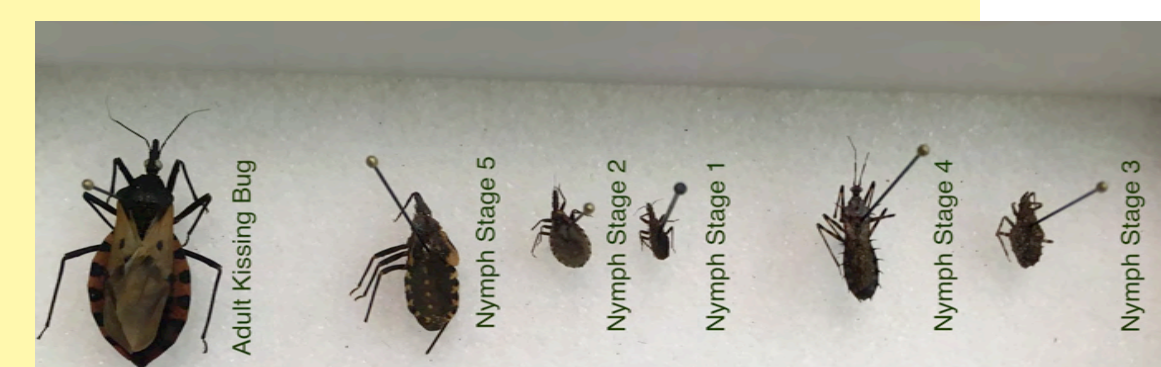 Adult Kissing Bug
Nymph Stage 5
Nymph Stage 2
Nymph Stage 1
Nymph Stage 4
Nymph Stage 3